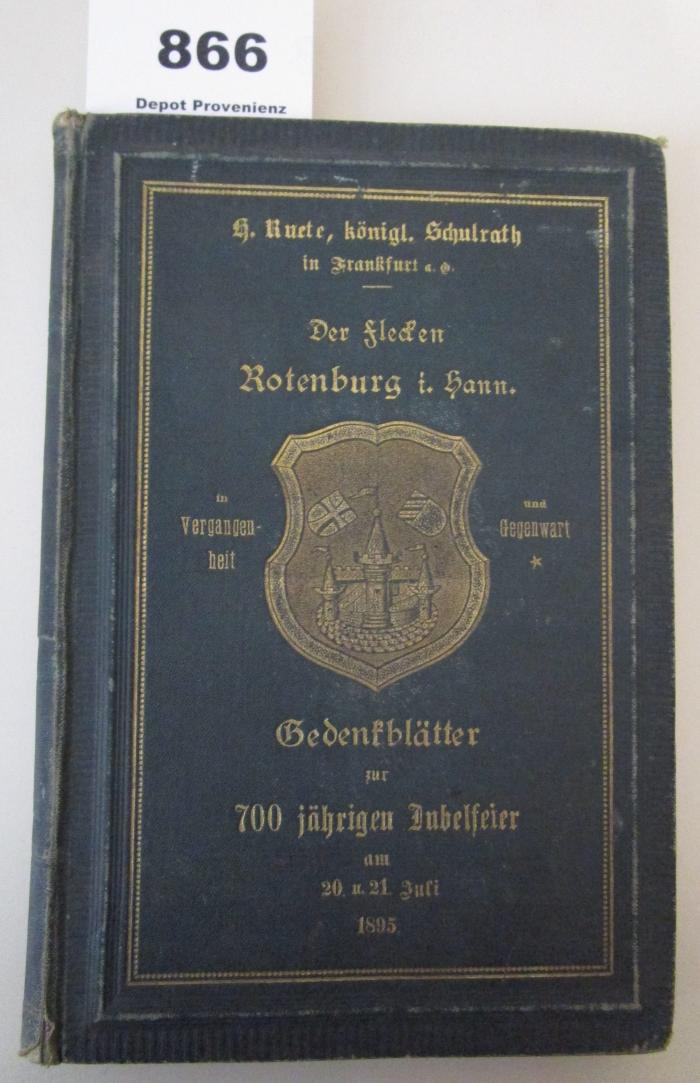 866
Depot Provenienz
H. Ruete, königl. Schulrath
in Frankfurt a. O.
Der Flecken
Rotenburg i. Hann.
in
Vergangen-
heit
und
Gegenwart
Gedenkblätter
zur
700 jährigen Jubelfeier
am
20. u. 21. Juli
1895